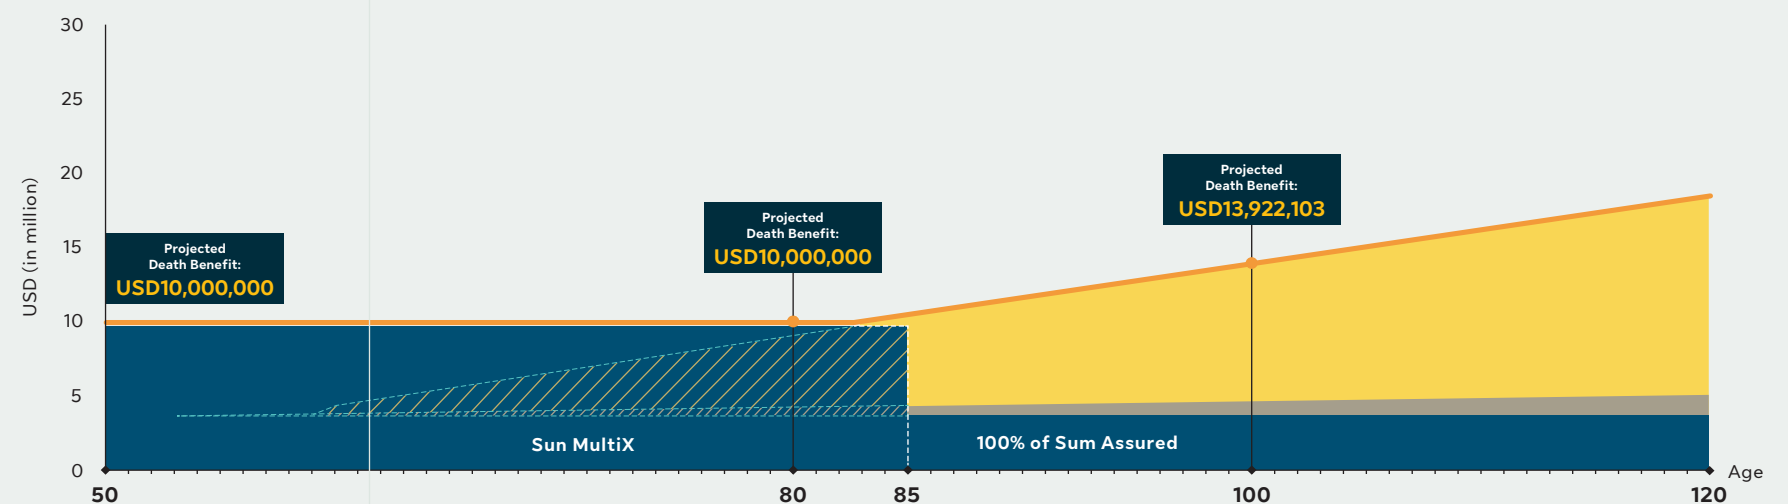 30
25
20
15
10
5
0
USD (in million)
Projected
Death Benefit:
USD10,000,000
Projected
Death Benefit:
USD10,000,000
Projected
Death Benefit:
USD13,922,103
Sun MultiX
100% of Sum Assured
50
80
85
100
120
Age